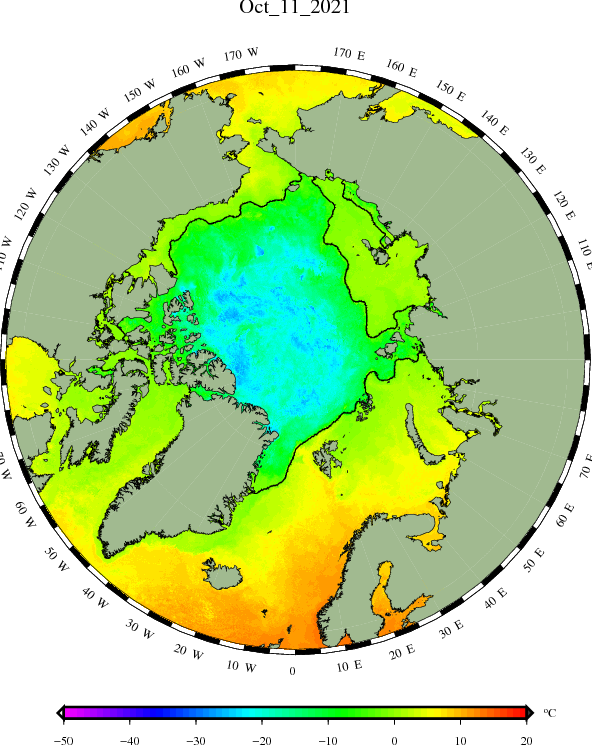 Oct_11_2021
170 W
170 E
160 W
160 E
150 W
150 E
140 W
140 E
130 W
130 E
120 W
120 E
110 E
70 E
60 W
60 E
50 W
50 E
40 W
40 E
30 W
30 E
20 W
20 E
10 W
10 E
0
°C
−50 −40 −30 −20 −10 0 10 20